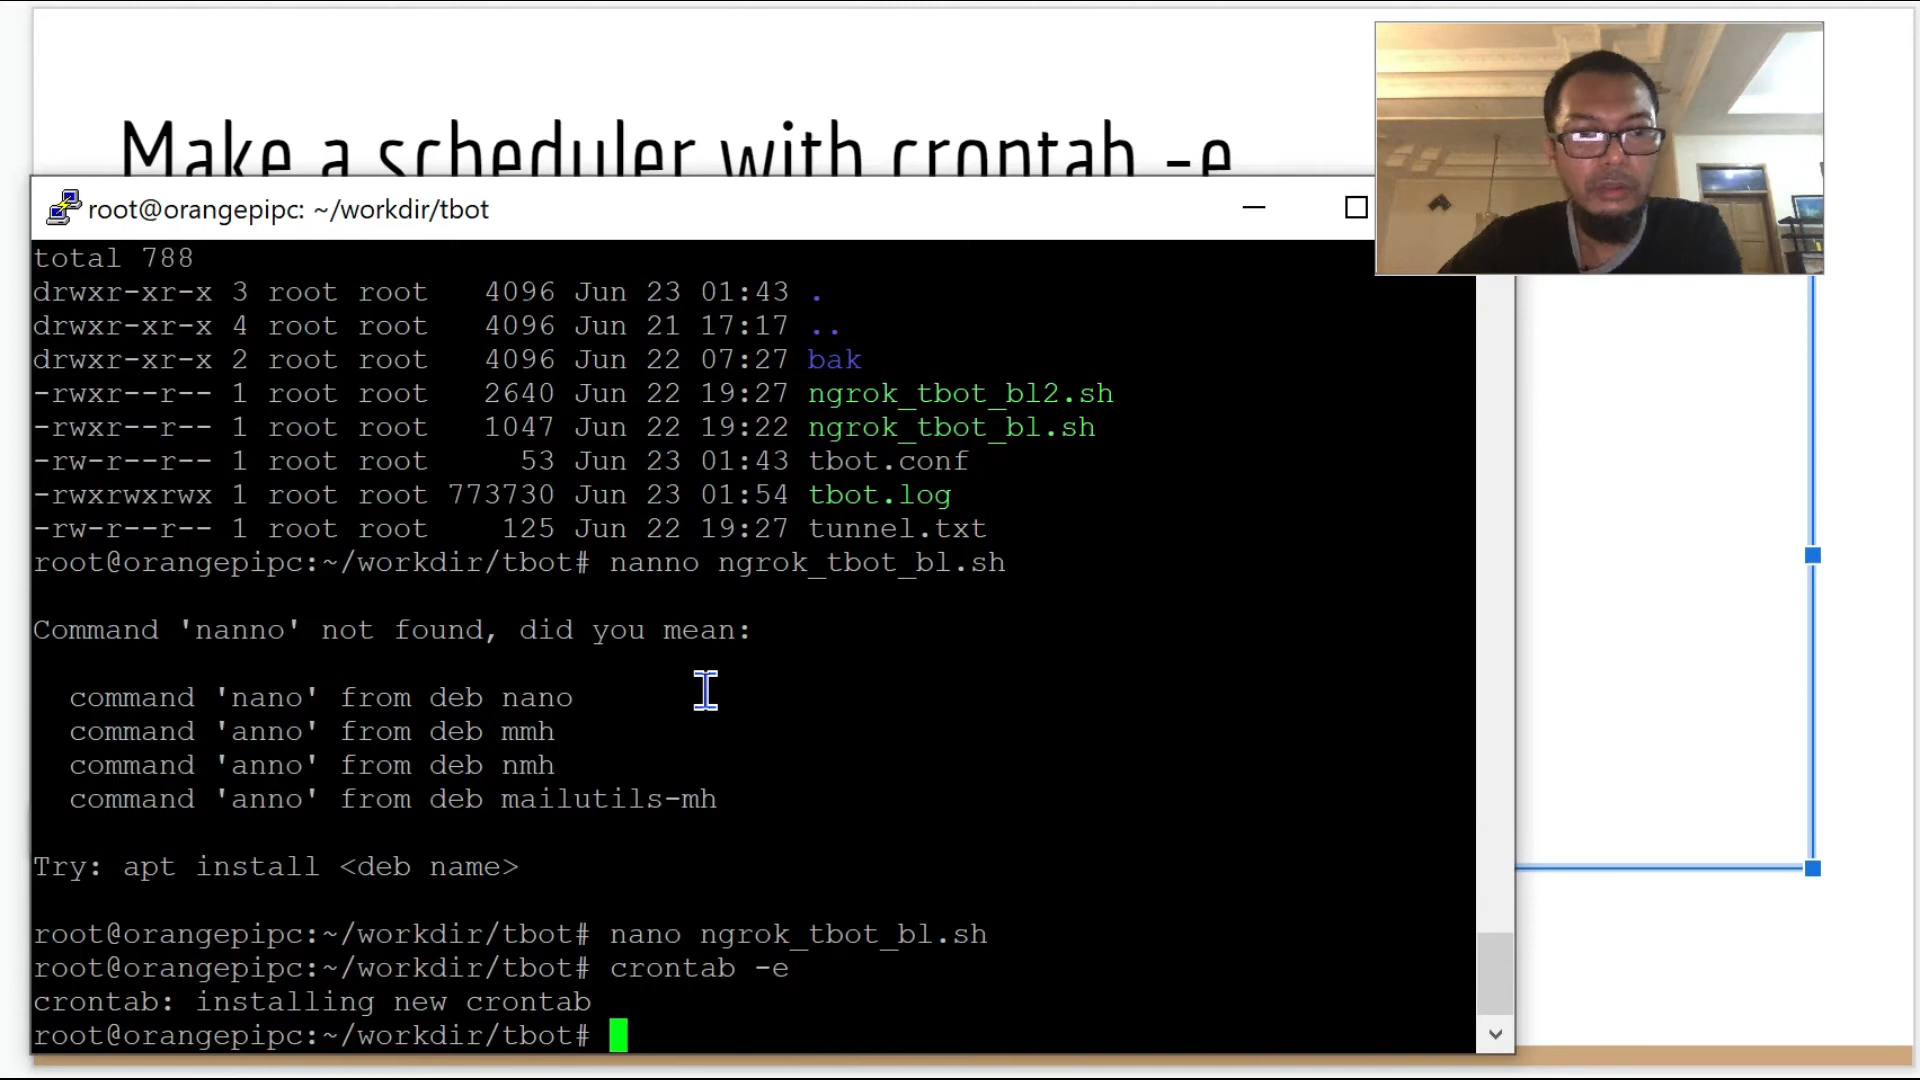 Make a scheduler with crontab -e
root@orangepipc: ~/workdir/tbot
total 788
drwxr-xr-x 3 root root   4096 Jun 23 01:43 .
drwxr-xr-x 4 root root   4096 Jun 21 17:17 ..
drwxr-xr-x 2 root root   4096 Jun 22 07:27 bak
-rwxr--r-- 1 root root   2640 Jun 22 19:27 ngrok_tbot_bl2.sh
-rwxr--r-- 1 root root   1047 Jun 22 19:22 ngrok_tbot_bl.sh
-rw-r--r-- 1 root root     53 Jun 23 01:43 tbot.conf
-rwxrwxrwx 1 root root 773730 Jun 23 01:54 tbot.log
-rw-r--r-- 1 root root    125 Jun 22 19:27 tunnel.txt
root@orangepipc:~/workdir/tbot# nanno ngrok_tbot_bl.sh
Command 'nanno' not found, did you mean:
command 'nano' from deb nano
command 'anno' from deb mmh
command 'anno' from deb nmh
command 'anno' from deb mailutils-mh
Try: apt install <deb name>
root@orangepipc:~/workdir/tbot# nano ngrok_tbot_bl.sh
root@orangepipc:~/workdir/tbot# crontab -e
crontab: installing new crontab
root@orangepipc:~/workdir/tbot#